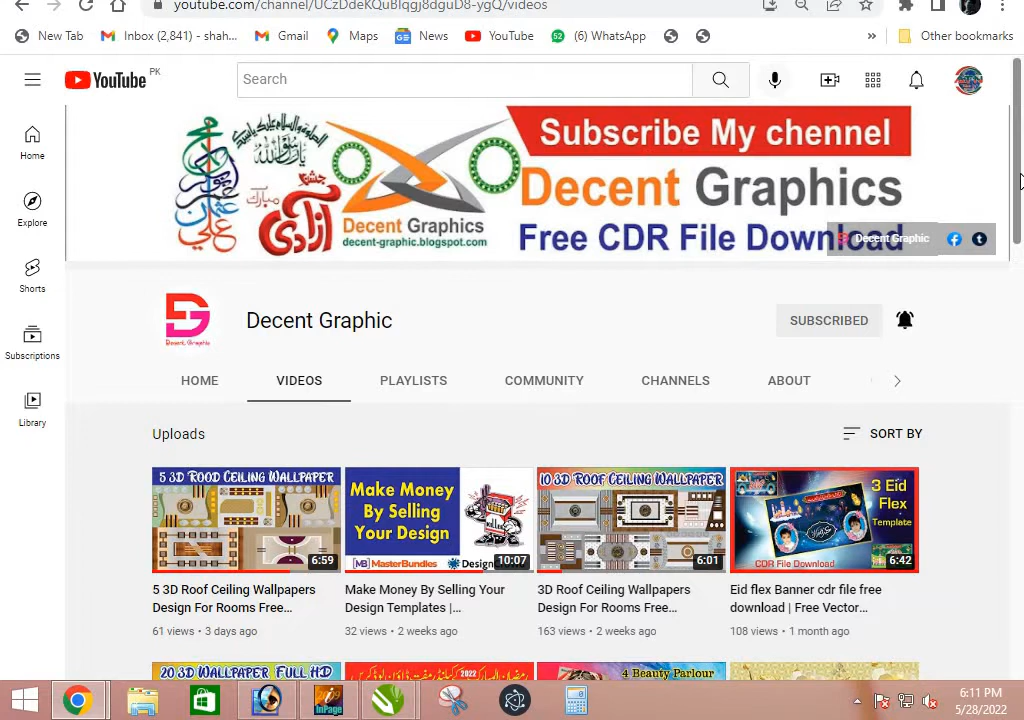 youtube.com/channel/UCzDdeKQuBlqgj8dguD8-ygQ/videos
New Tab
Inbox (2,841) - shah...
Gmail
Maps
News
YouTube
(6) WhatsApp
»
Other bookmarks
YouTube PK
Search
Home
Explore
Shorts
Subscriptions
Library
جشن
آزادی
مبارک
Decent Graphics
decent-graphic.blogspot.com
Subscribe My chennel
Decent Graphics
Free CDR File Download
Decent Graphic
Decent Graphic
Decent Graphic
SUBSCRIBED
HOME
VIDEOS
PLAYLISTS
COMMUNITY
CHANNELS
ABOUT
Uploads
SORT BY
5 3D ROOD CEILING WALLPAPER
6:59
Make Money
By Selling
Your Design
MB MasterBundles
Design
10:07
10 3D ROOF CEILING WALLPAPER
6:01
3 Eid
Flex
Template
CDR File Download
6:42
5 3D Roof Ceiling Wallpapers
Design For Rooms Free...
61 views • 3 days ago
Make Money By Selling Your
Design Templates |...
32 views • 2 weeks ago
3D Roof Ceiling Wallpapers
Design For Rooms Free...
163 views • 2 weeks ago
Eid flex Banner cdr file free
download | Free Vector...
108 views • 1 month ago
20 3D WALLPAPER FULL HD
2022
4 Beauty Parlour
InPage
6:11 PM
5/28/2022